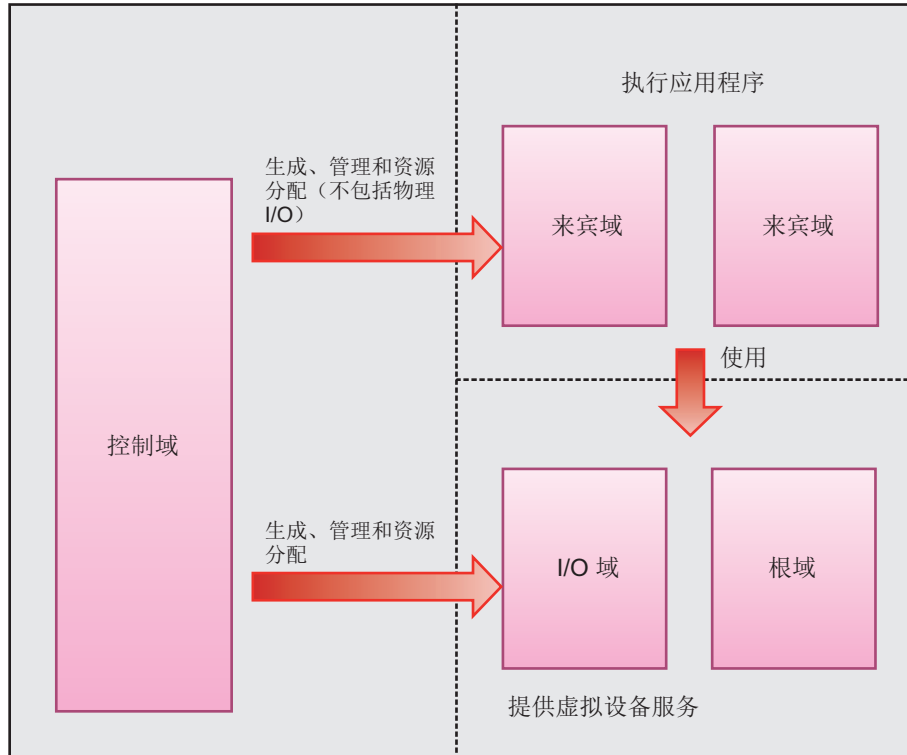 执行应用程序
生成、管理和资源
分配（不包括物理
I/O）
来宾域
来宾域
使用
控制域
生成、管理和资源
分配
I/O 域
根域
提供虚拟设备服务